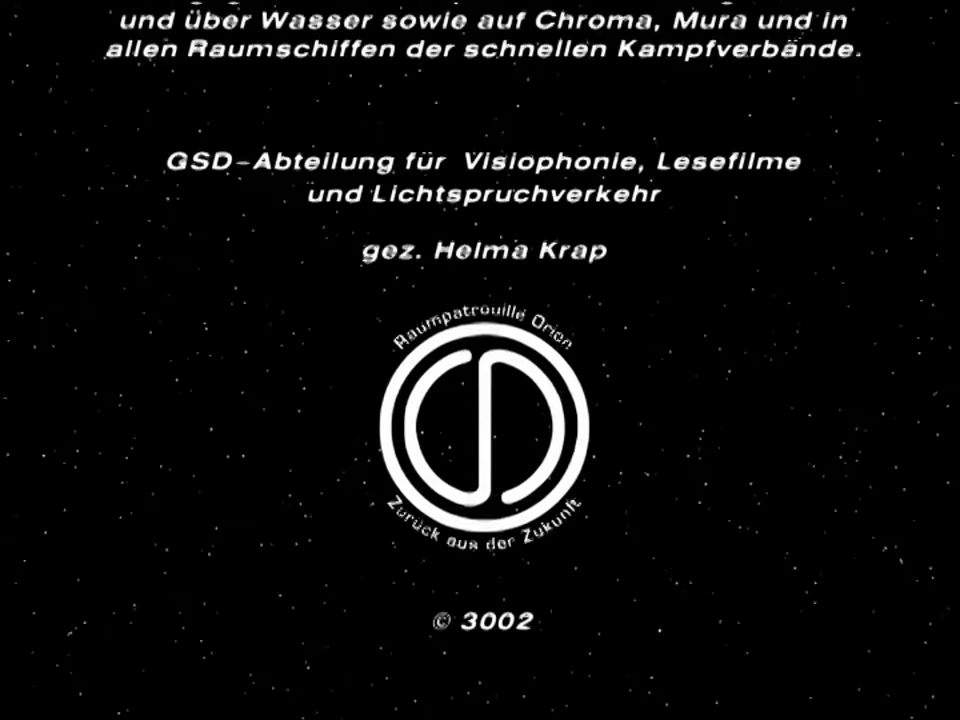 und über Wasser sowie auf Chroma, Mura und in
allen Raumschiffen der schnellen Kampfverbände.
GSD-Abteilung für Visiophonie, Lesefilme
und Lichtspruchverkehr
gez. Helma Krap
Raumpatrouille Orion
Zurück aus der Zukunft
© 3002